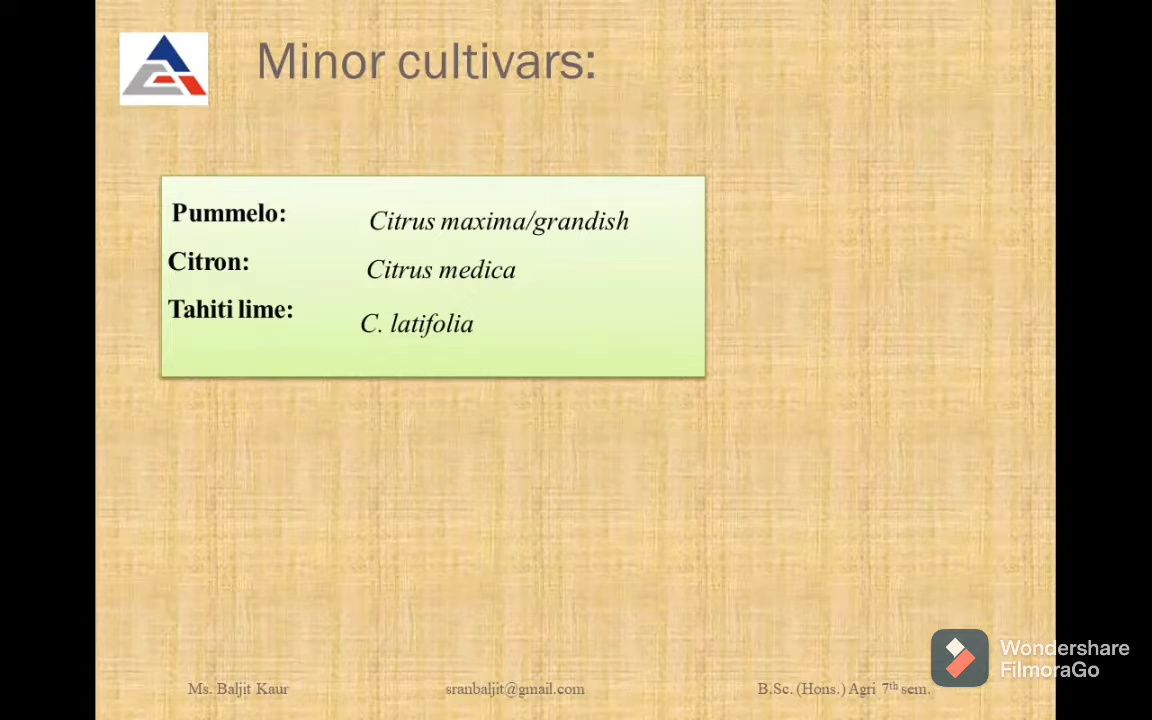 Minor cultivars:
Pummelo: Citrus maxima/grandish
Citron: Citrus medica
Tahiti lime: C. latifolia
Ms. Baljit Kaur sranbaljit@gmail.com B.Sc. (Hons.) Agri 7th sem.
Wondershare
FilmoraGo